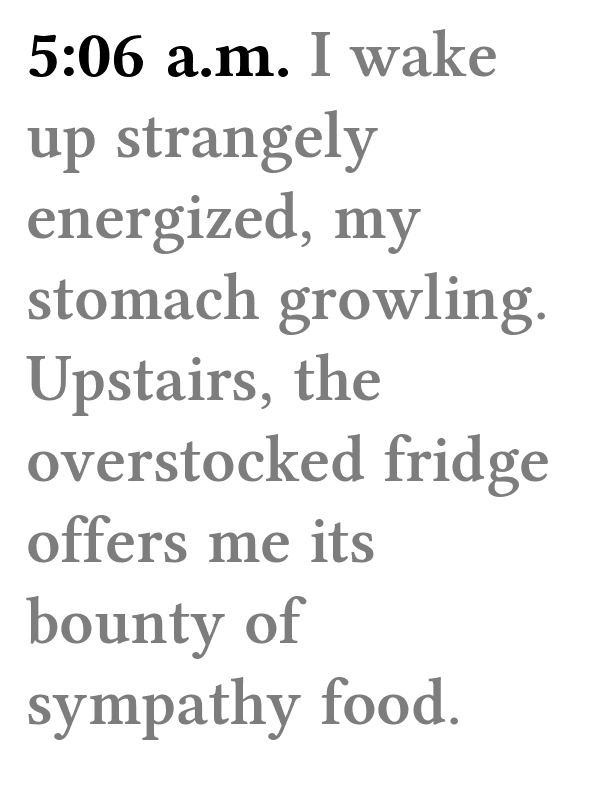 5:06 a.m. I wake
up strangely
energized, my
stomach growling.
Upstairs, the
overstocked fridge
offers me its
bounty of
sympathy food.